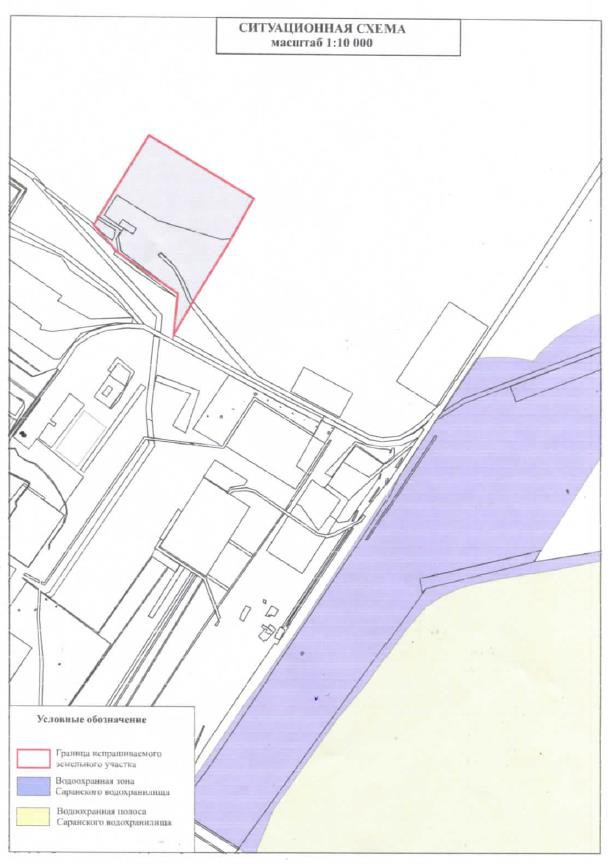 СИТУАЦИОННАЯ СХЕМА
масштаб 1:10 000
Условные обозначение
Граница испрашиваемого
земельного участка
Водоохранная зона
Саранского водохранилища
Водоохранная полоса
Саранского водохранилища